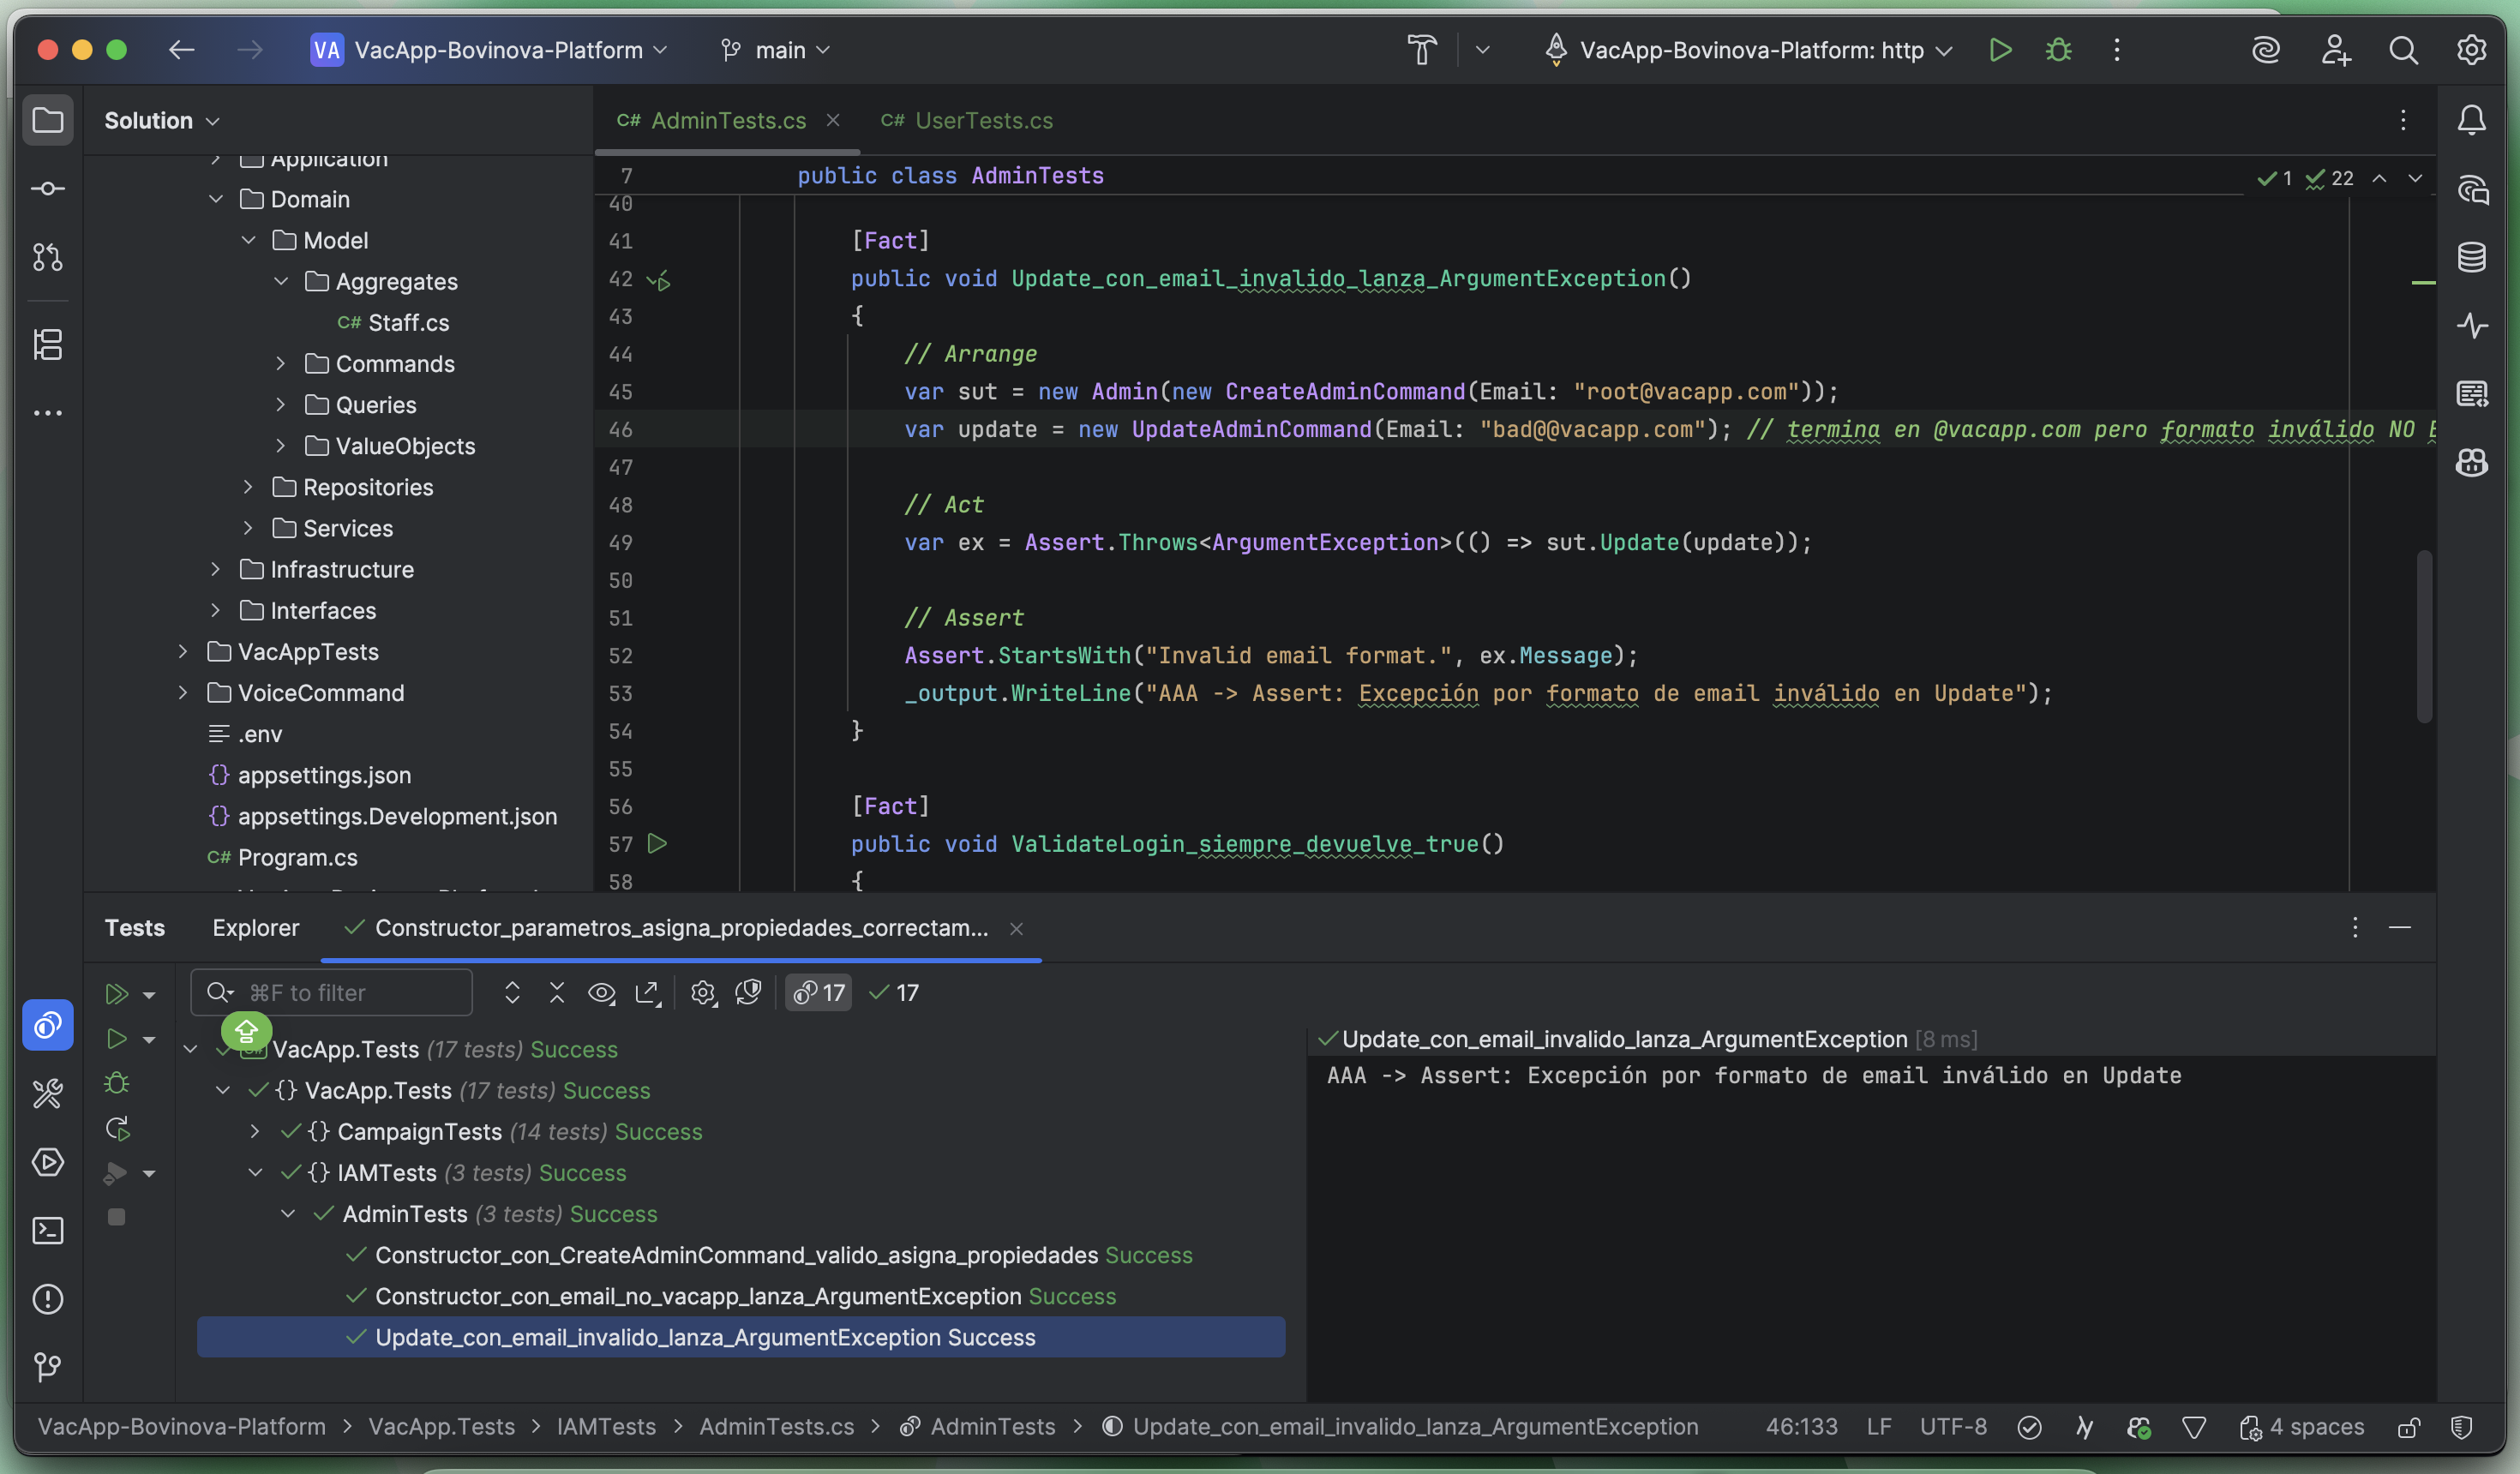 VA VacApp-Bovinova-Platform main VacApp-Bovinova-Platform: http
Solution
Application
Domain
Model
Aggregates
C# Staff.cs
Commands
Queries
ValueObjects
Repositories
Services
Infrastructure
Interfaces
VacAppTests
VoiceCommand
.env
{} appsettings.json
{} appsettings.Development.json
C# Program.cs
C# AdminTests.cs C# UserTests.cs
7 public class AdminTests 1 22
40
41 [Fact]
42 public void Update_con_email_invalido_lanza_ArgumentException()
43 {
44 // Arrange
45 var sut = new Admin(new CreateAdminCommand(Email: "root@vacapp.com"));
46 var update = new UpdateAdminCommand(Email: "bad@@vacapp.com"); // termina en @vacapp.com pero formato inválido NO
47
48 // Act
49 var ex = Assert.Throws<ArgumentException>(() => sut.Update(update));
50
51 // Assert
52 Assert.StartsWith("Invalid email format.", ex.Message);
53 _output.WriteLine("AAA -> Assert: Excepción por formato de email inválido en Update");
54 }
55
56 [Fact]
57 public void ValidateLogin_siempre_devuelve_true()
58 {
Tests Explorer Constructor_parametros_asigna_propiedades_correctam...
⌘F to filter 17 17
VacApp.Tests (17 tests) Success
{} VacApp.Tests (17 tests) Success
{} CampaignTests (14 tests) Success
{} IAMTests (3 tests) Success
AdminTests (3 tests) Success
Constructor_con_CreateAdminCommand_valido_asigna_propiedades Success
Constructor_con_email_no_vacapp_lanza_ArgumentException Success
Update_con_email_invalido_lanza_ArgumentException Success
Update_con_email_invalido_lanza_ArgumentException [8 ms]
AAA -> Assert: Excepción por formato de email inválido en Update
VacApp-Bovinova-Platform > VacApp.Tests > IAMTests > AdminTests.cs > AdminTests > Update_con_email_invalido_lanza_ArgumentException 46:133 LF UTF-8 4 spaces